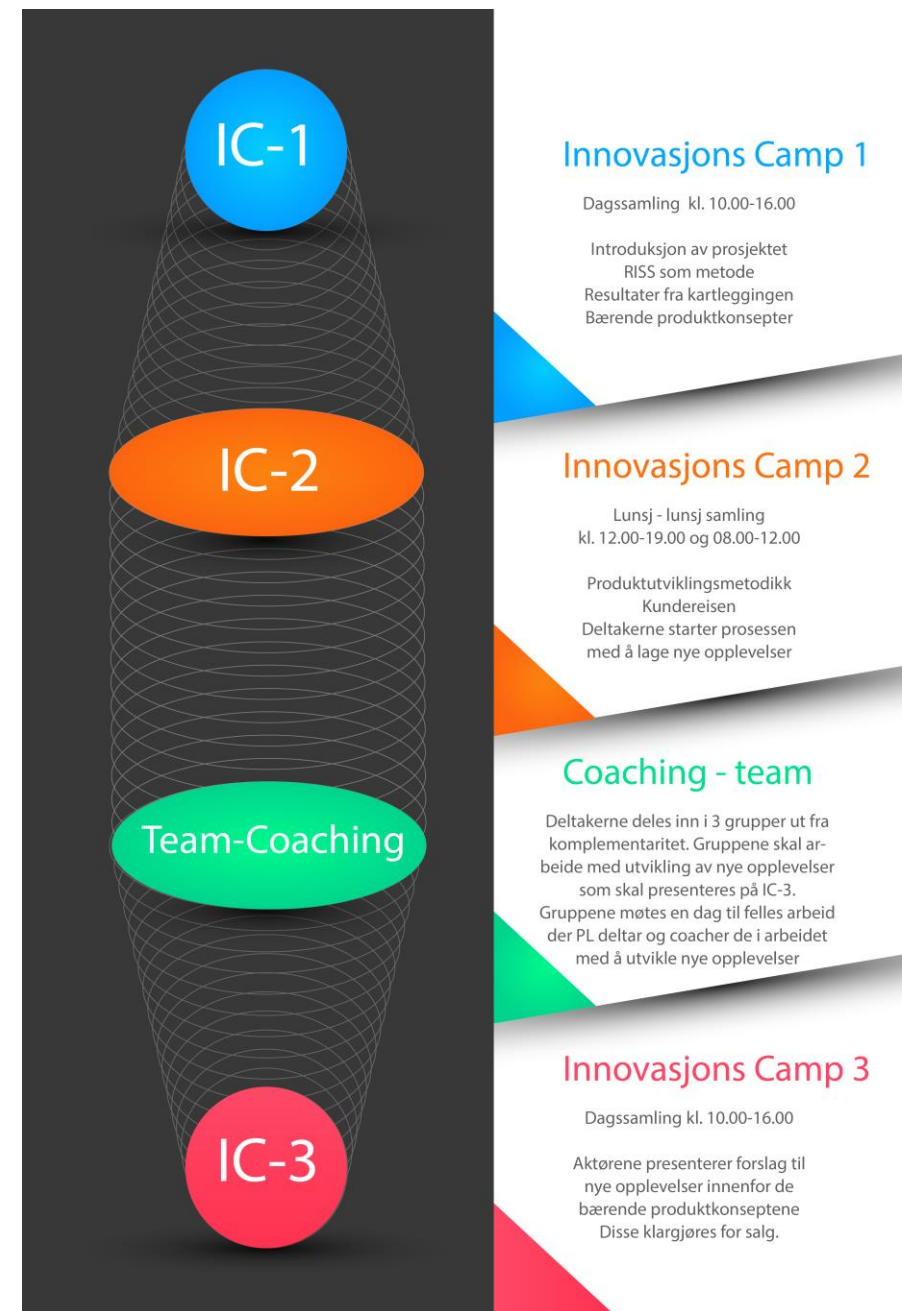 IC-1
Innovasjons Camp 1
Dagssamling kl. 10.00-16.00
Introduksjon av prosjektet
RISS som metode
Resultater fra kartleggingen
Bærende produktkonsepter
IC-2
Innovasjons Camp 2
Lunsj - lunsj samling
kl. 12.00-19.00 og 08.00-12.00
Produktutviklingsmetodikk
Kundereisen
Deltakerne starter prosessen
med å lage nye opplevelser
Team-Coaching
Coaching - team
Deltakerne deles inn i 3 grupper ut fra
komplementaritet. Gruppene skal ar-
beide med utvikling av nye opplevelser
som skal presenteres på IC-3.
Gruppene møtes en dag til felles arbeid
der PL deltar og coacher de i arbeidet
med å utvikle nye opplevelser
IC-3
Innovasjons Camp 3
Dagssamling kl. 10.00-16.00
Aktørene presenterer forslag til
nye opplevelser innenfor de
bærende produktkonseptene
Disse klargjøres for salg.